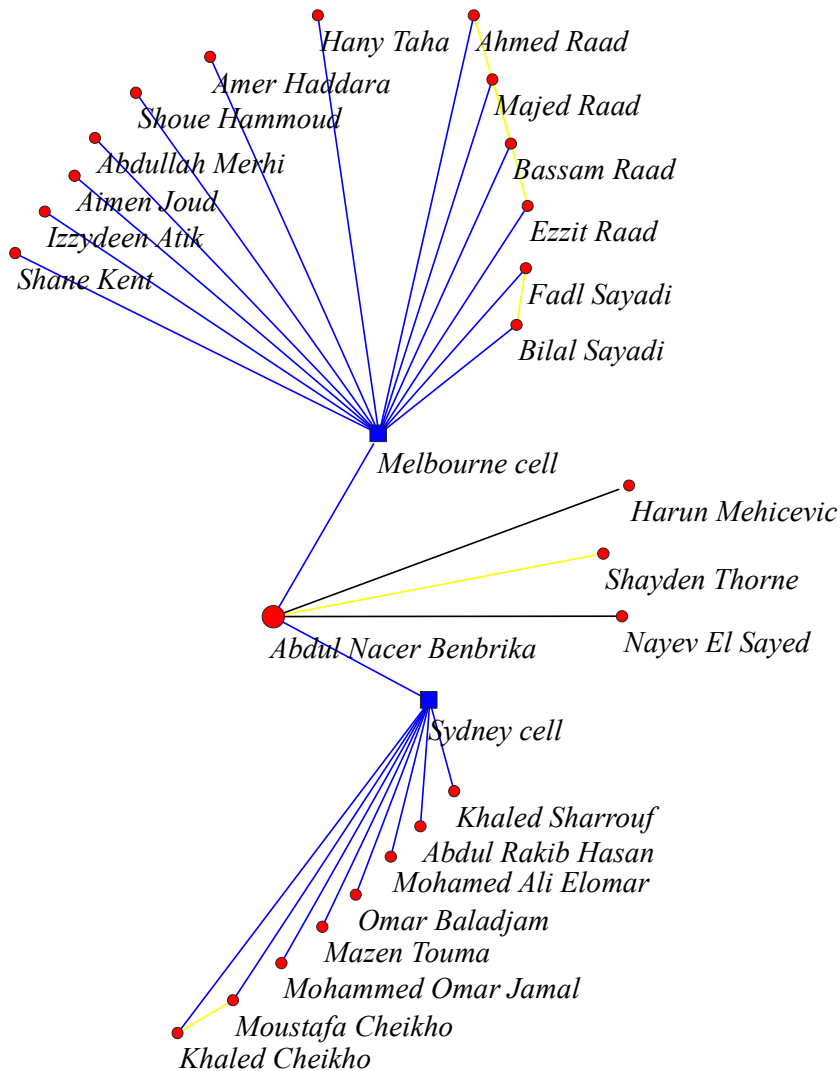 Hany Taha
Ahmed Raad
Amer Haddara
Majed Raad
Shoue Hammoud
Abdullah Merhi
Bassam Raad
Aimen Joud
Izzydeen Atik
Ezzit Raad
Shane Kent
Fadl Sayadi
Bilal Sayadi
Melbourne cell
Harun Mehicevic
Shayden Thorne
Abdul Nacer Benbrika
Nayev El Sayed
Sydney cell
Khaled Sharrouf
Abdul Rakib Hasan
Mohamed Ali Elomar
Omar Baladjam
Mazen Touma
Mohammed Omar Jamal
Moustafa Cheikho
Khaled Cheikho